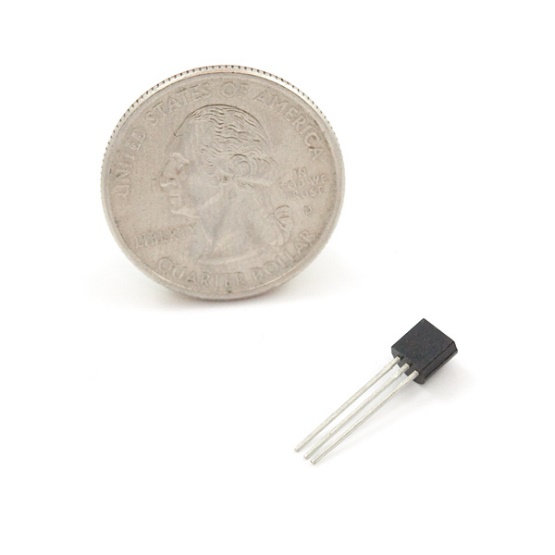 UNITED STATES OF AMERICA
LIBERTY
IN
GOD WE
TRUST
QUARTER DOLLAR